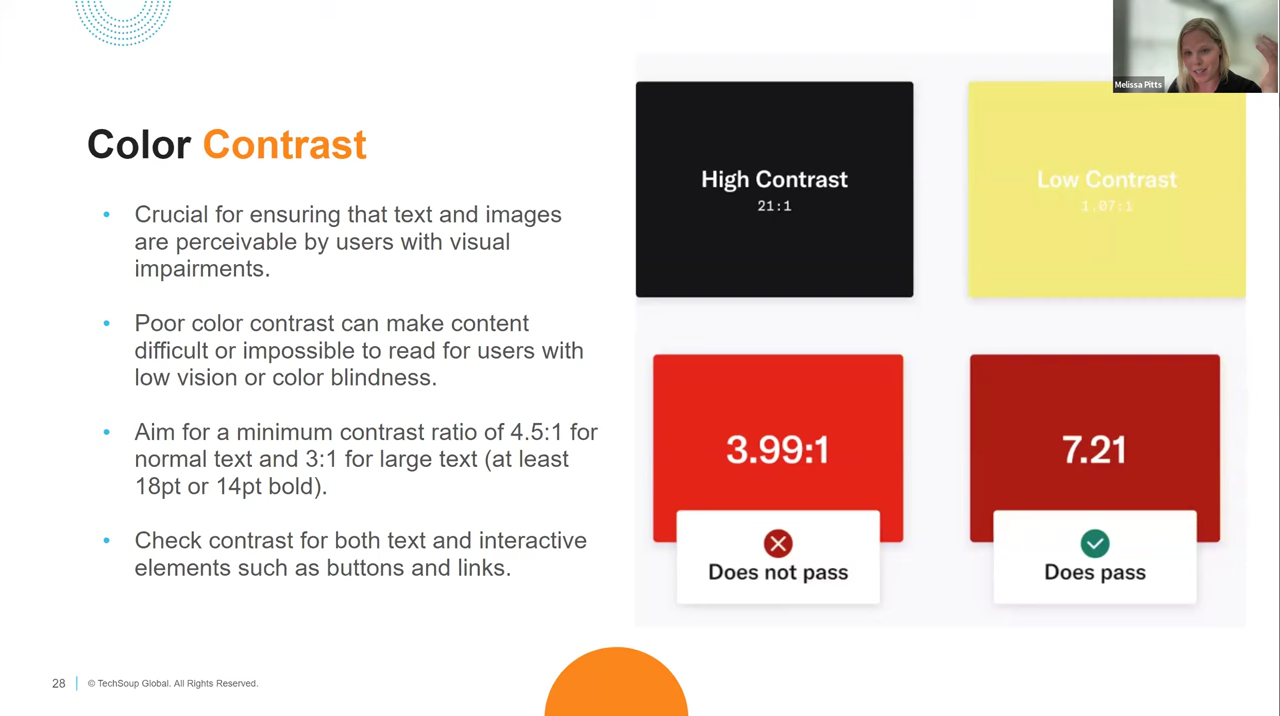 Melissa Pitts
Color Contrast
• Crucial for ensuring that text and images
are perceivable by users with visual
impairments.
• Poor color contrast can make content
difficult or impossible to read for users with
low vision or color blindness.
• Aim for a minimum contrast ratio of 4.5:1 for
normal text and 3:1 for large text (at least
18pt or 14pt bold).
• Check contrast for both text and interactive
elements such as buttons and links.
High Contrast
21:1
Low Contrast
1.07:1
3.99:1
Does not pass
7.21
Does pass
28
© TechSoup Global. All Rights Reserved.